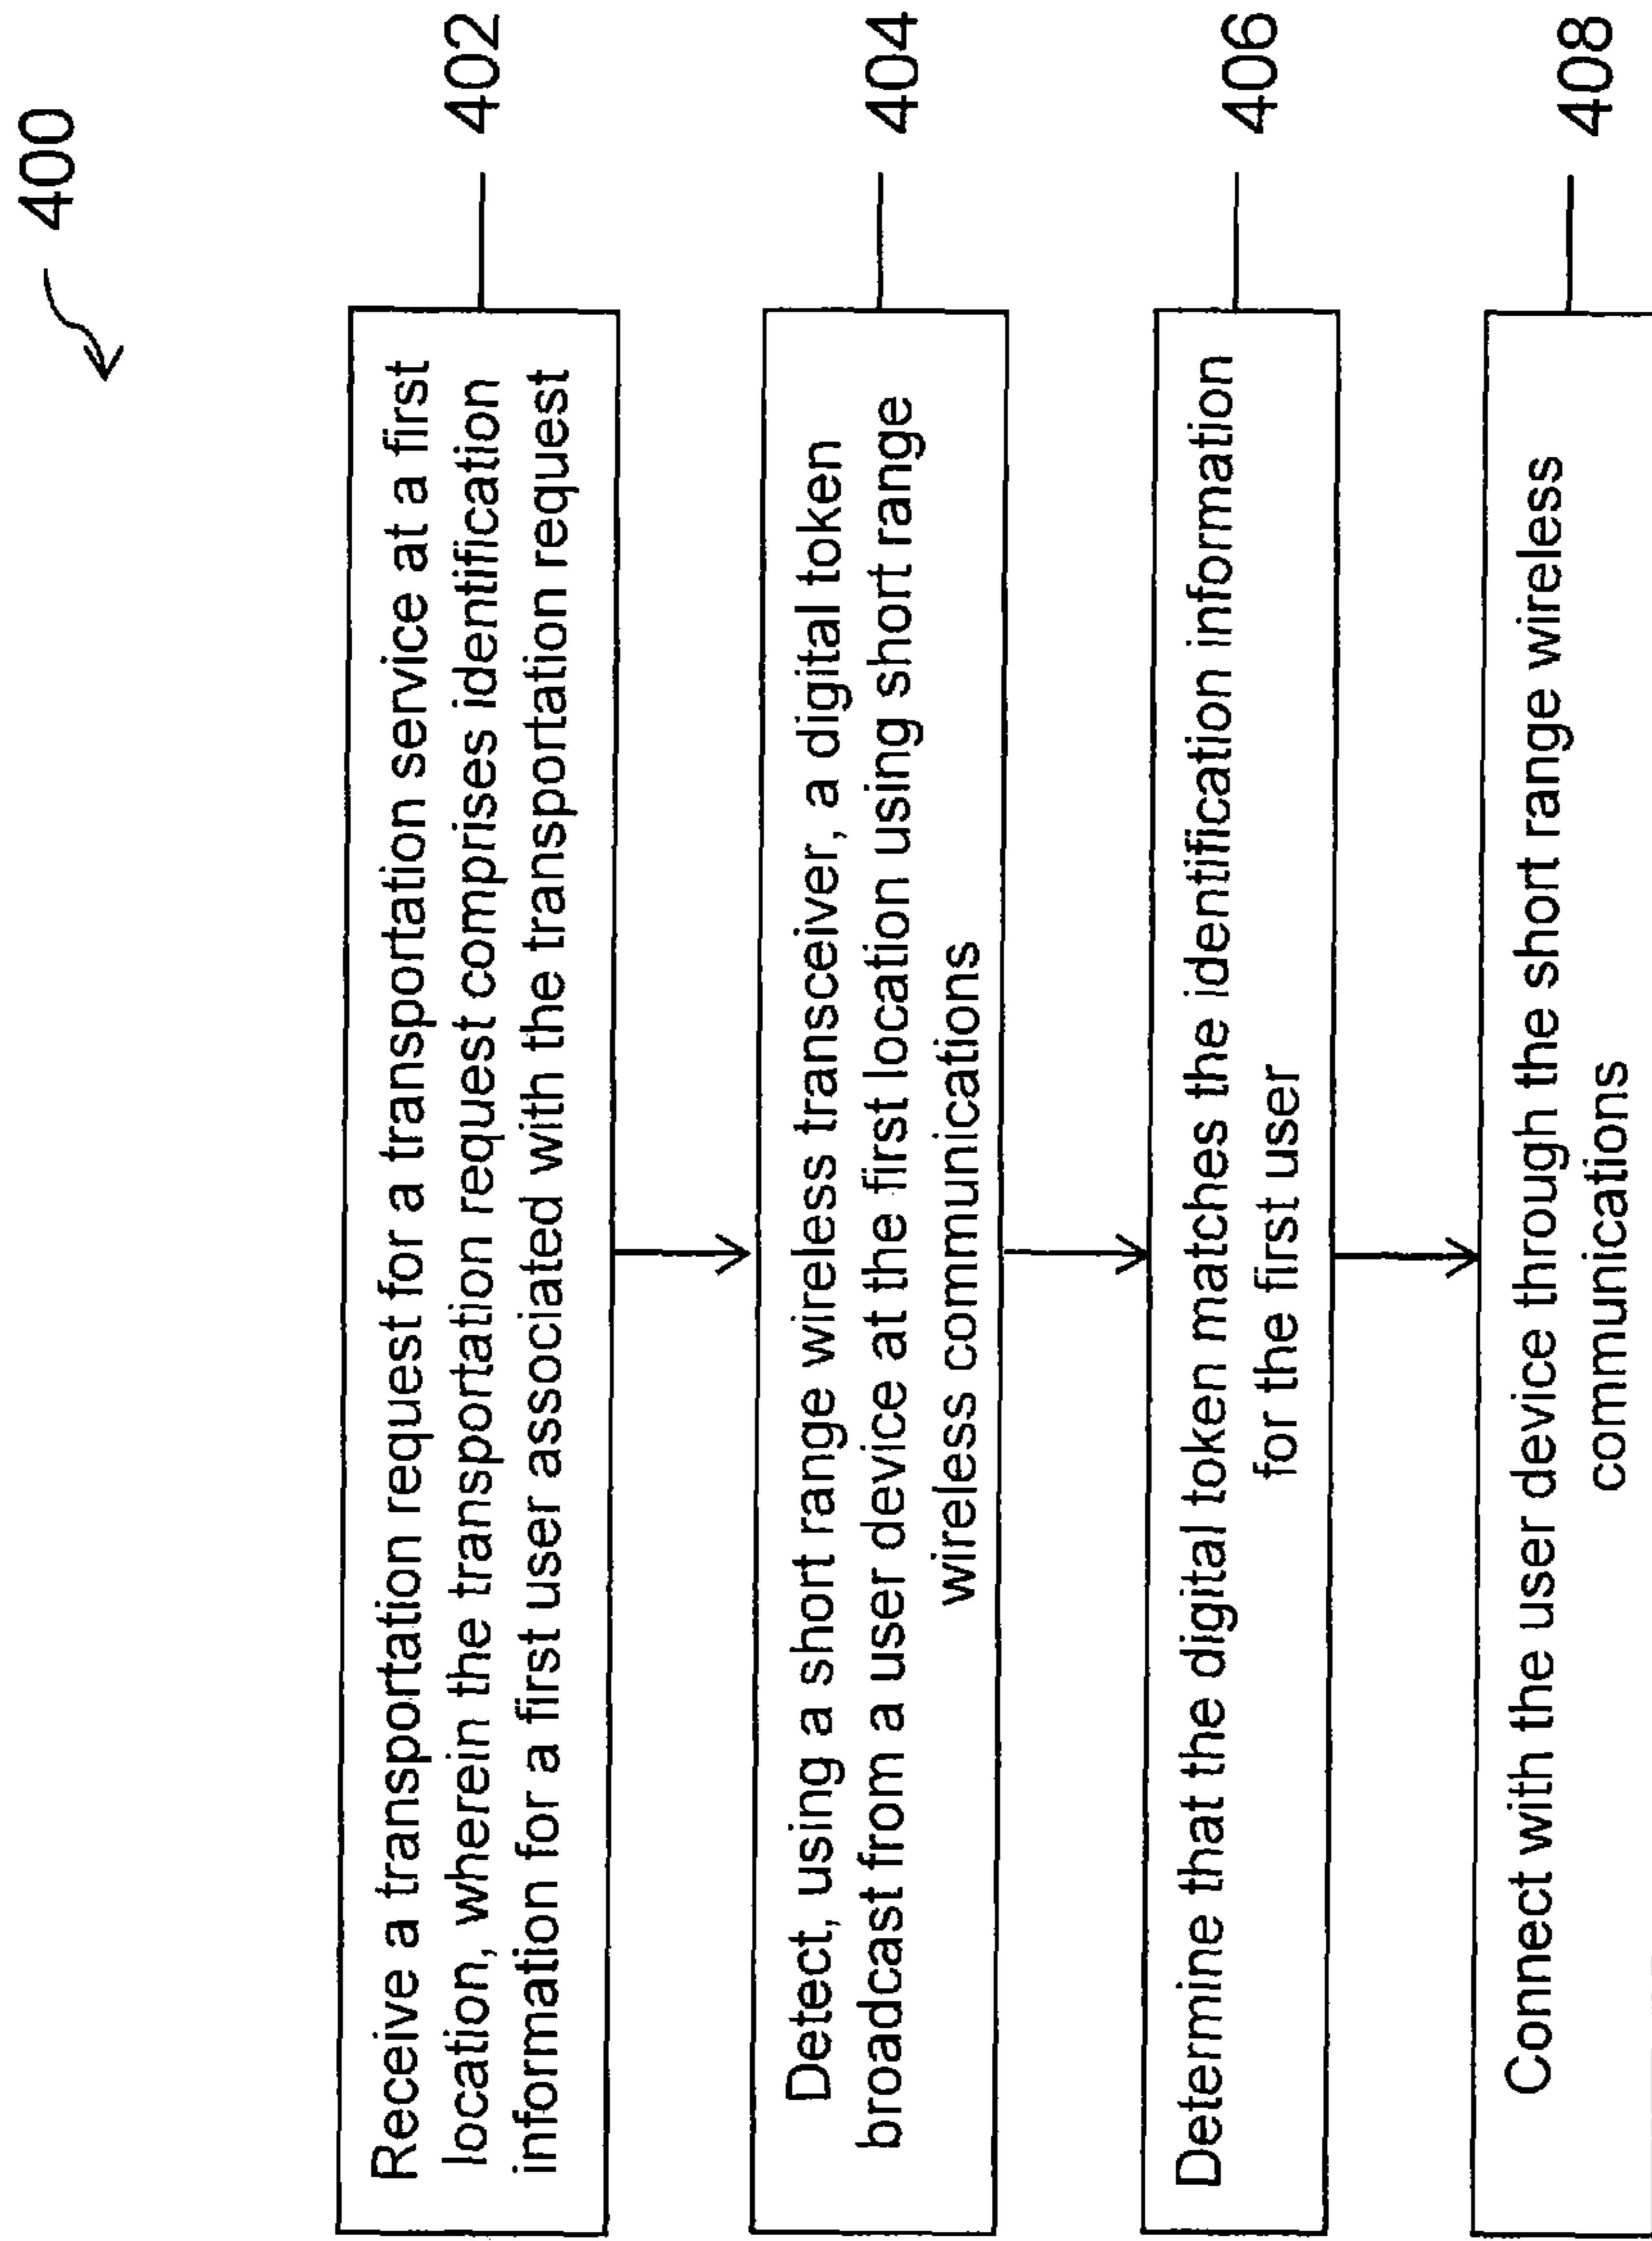 400
Receive a transportation request for a transportation service at a first
location, wherein the transportation request comprises identification
information for a first user associated with the transportation request
402
Detect, using a short range wireless transceiver, a digital token
broadcast from a user device at the first location using short range
wireless communications
404
Determine that the digital token matches the identification information
for the first user
406
Connect with the user device through the short range wireless
communications
408